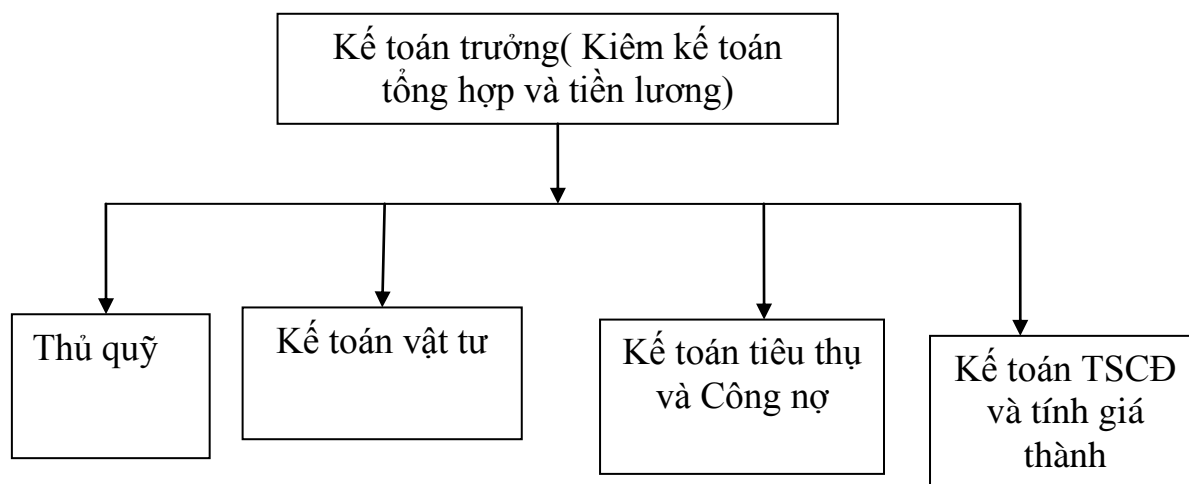 Kế toán trưởng( Kiêm kế toán
tổng hợp và tiền lương)
Thủ quỹ
Kế toán vật tư
Kế toán tiêu thụ
và Công nợ
Kế toán TSCĐ
và tính giá
thành